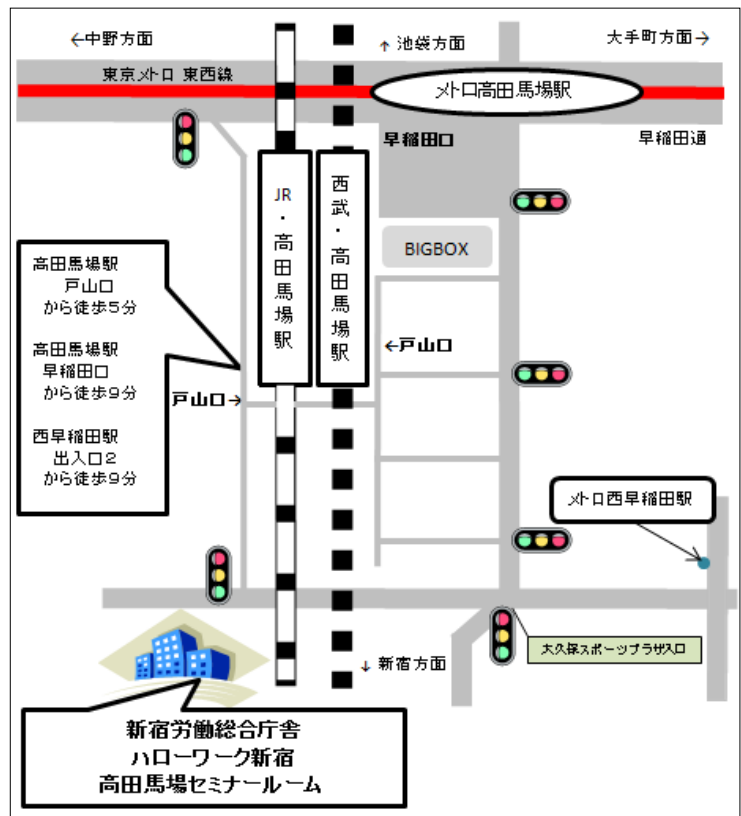 ←中野方面
↑ 池袋方面
大手町方面→
東京メトロ 東西線
メトロ高田馬場駅
早稲田口
早稲田通
JR・高田馬場駅
西武・高田馬場駅
BIGBOX
高田馬場駅
戸山口
から徒歩5分
高田馬場駅
早稲田口
から徒歩9分
西早稲田駅
出入口2
から徒歩9分
←戸山口
戸山口→
メトロ西早稲田駅
大久保スポーツプラザ入口
↓ 新宿方面
新宿労働総合庁舎
ハローワーク新宿
高田馬場セミナールーム